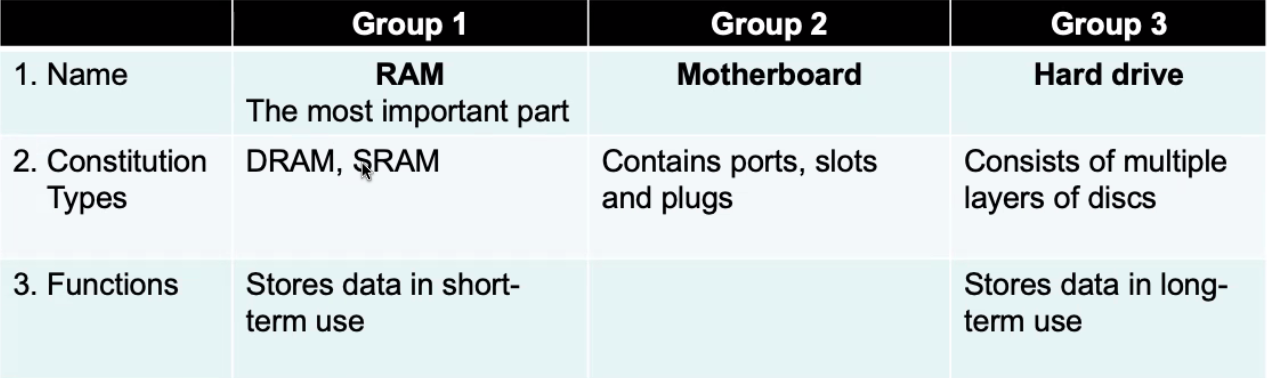 Group 1 Group 2 Group 3
1. Name RAM Motherboard Hard drive
The most important part
2. Constitution DRAM, SRAM Contains ports, slots Consists of multiple
Types and plugs layers of discs
3. Functions Stores data in short- Stores data in long-
term use term use